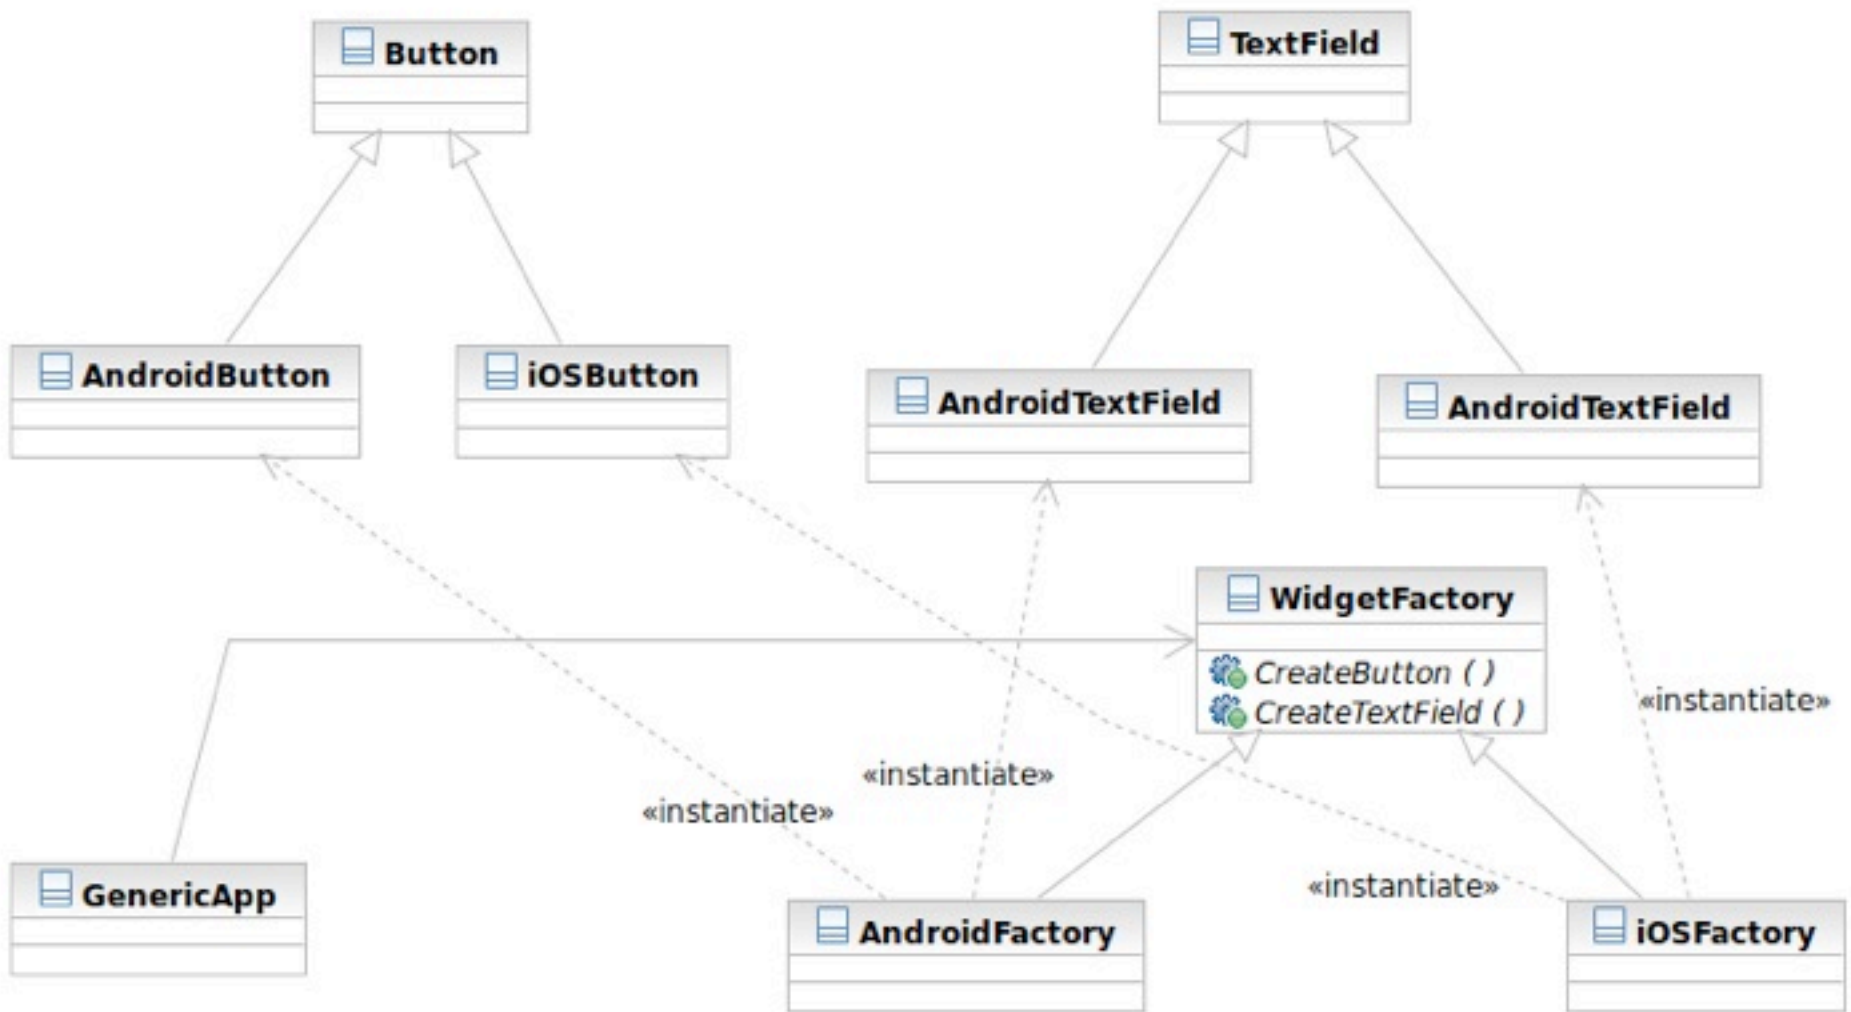 Button
TextField
AndroidButton
iOSButton
AndroidTextField
AndroidTextField
WidgetFactory
CreateButton ( )
CreateTextField ( )
«instantiate»
«instantiate»
«instantiate»
«instantiate»
GenericApp
AndroidFactory
iOSFactory